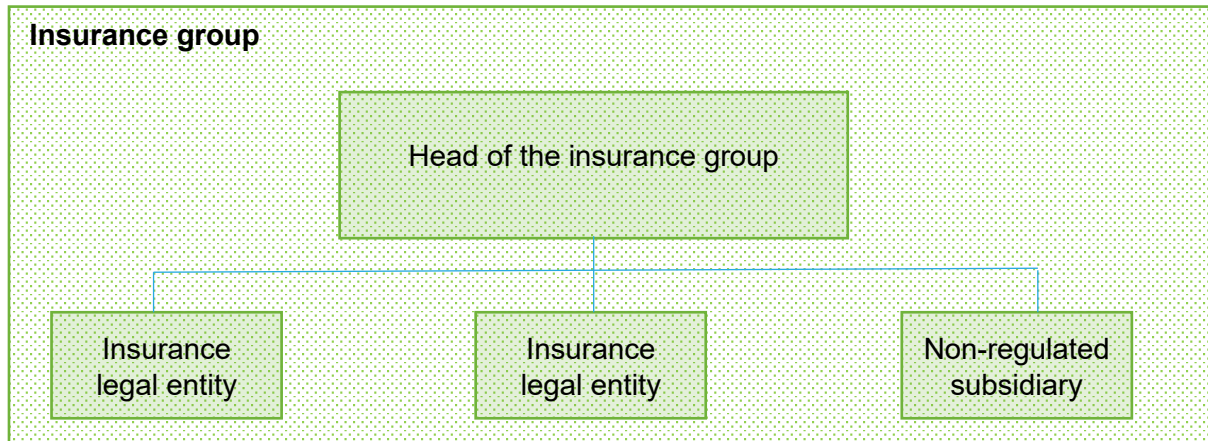 Insurance group
Head of the insurance group
Insurance
legal entity
Insurance
legal entity
Non-regulated
subsidiary